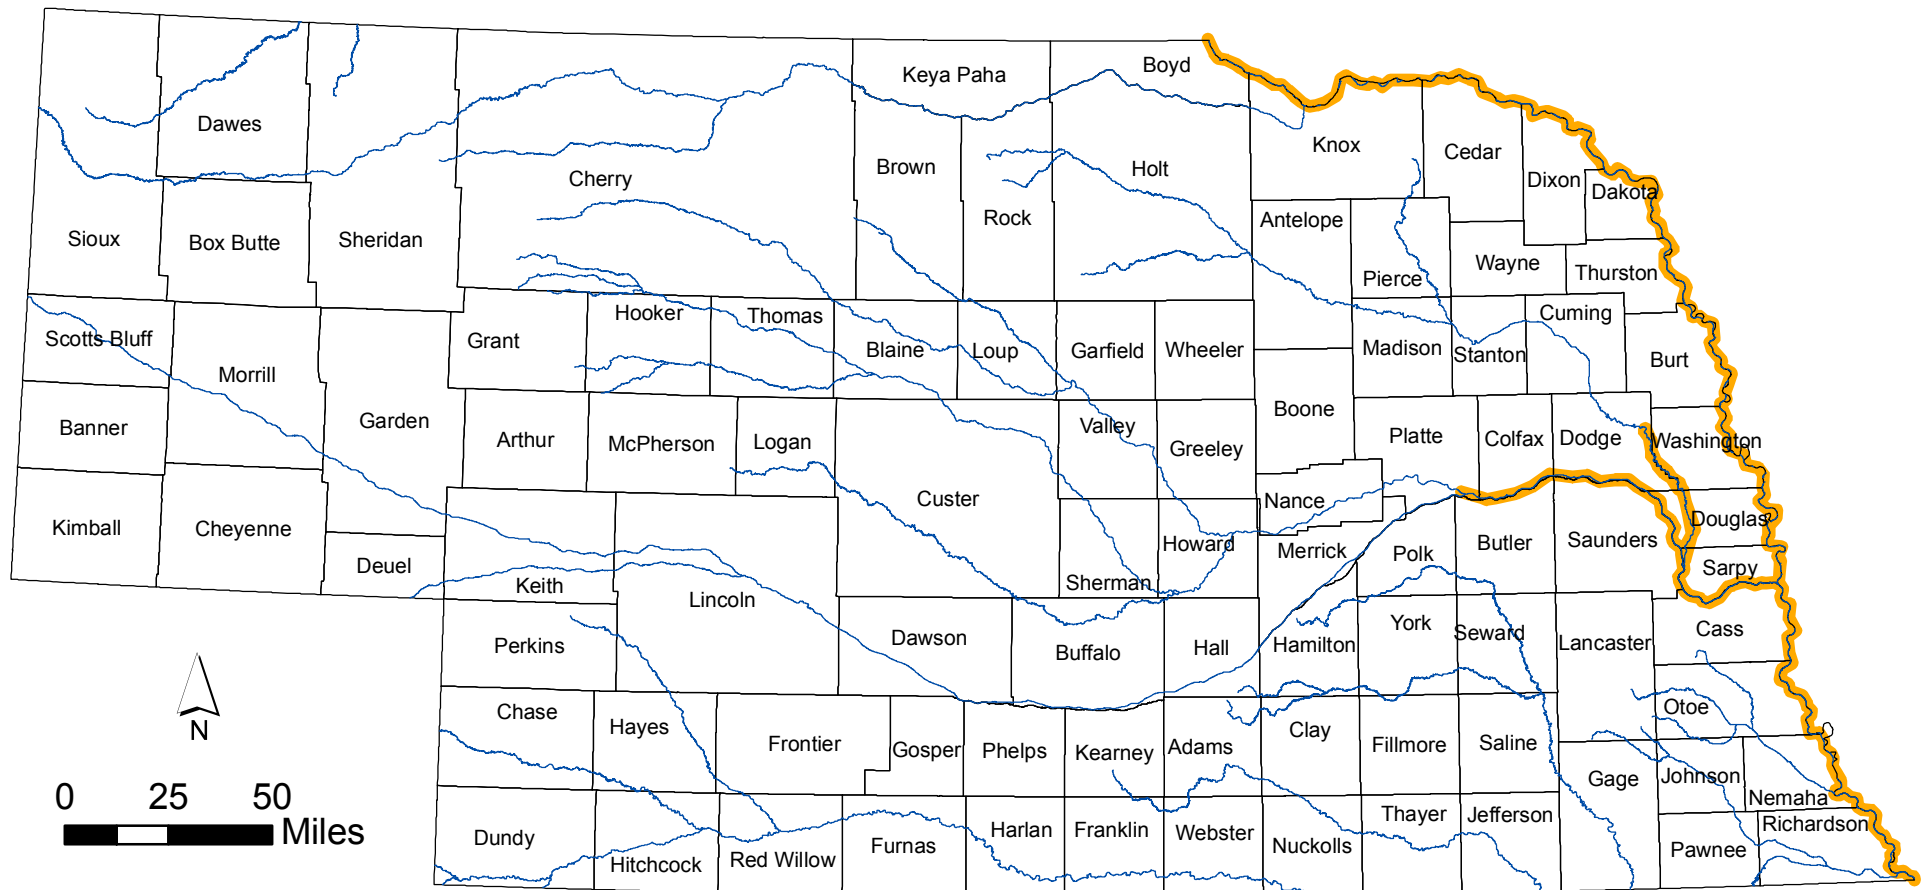 Keya Paha
Boyd
Dawes
Cherry
Brown
Rock
Holt
Knox
Cedar
Dixon
Dakota
Sioux
Box Butte
Sheridan
Antelope
Pierce
Wayne
Thurston
Scotts Bluff
Morrill
Grant
Hooker
Thomas
Blaine
Loup
Garfield
Wheeler
Madison
Stanton
Cuming
Burt
Banner
Garden
Arthur
McPherson
Logan
Custer
Valley
Greeley
Boone
Platte
Colfax
Dodge
Washington
Kimball
Cheyenne
Deuel
Keith
Lincoln
Sherman
Howard
Nance
Merrick
Polk
Butler
Saunders
Douglas
Sarpy
Perkins
Dawson
Buffalo
Hall
Hamilton
York
Seward
Lancaster
Cass
Chase
Hayes
Frontier
Gosper
Phelps
Kearney
Adams
Clay
Fillmore
Saline
Gage
Otoe
Johnson
Nemaha
Dundy
Hitchcock
Red Willow
Furnas
Harlan
Franklin
Webster
Nuckolls
Thayer
Jefferson
Pawnee
Richardson
N
0 25 50
Miles